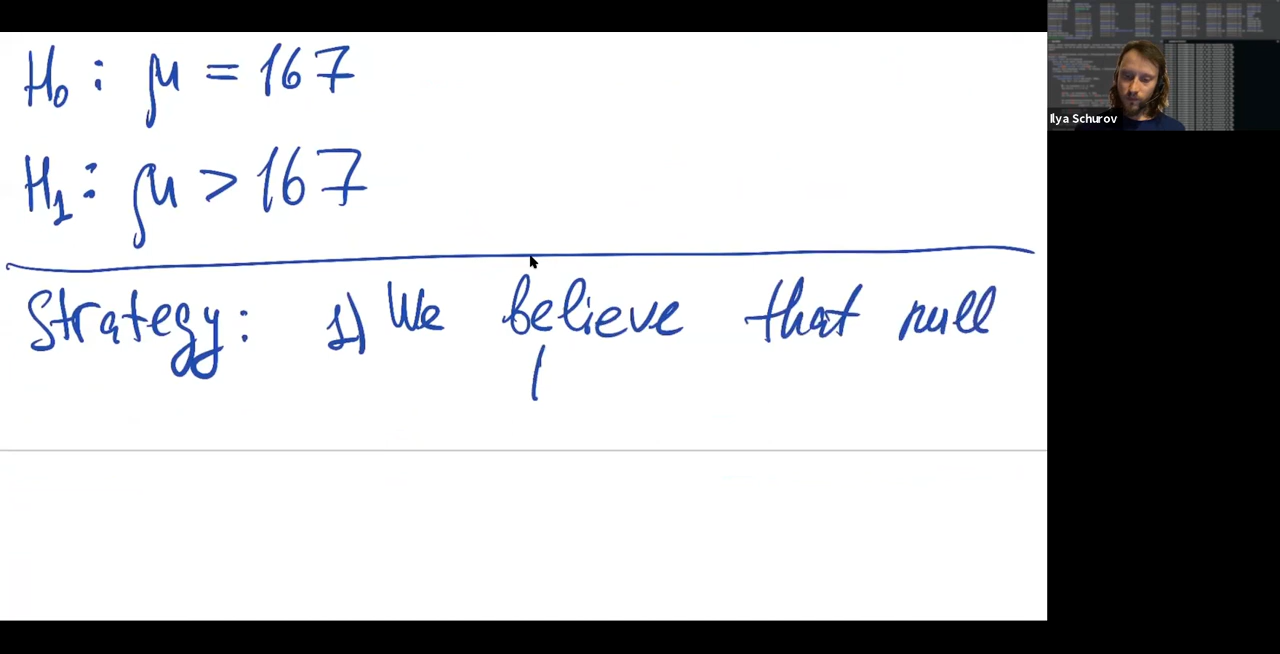 H₀: μ = 167
H₁: μ > 167
Strategy: 1) We believe that null
Ilya Schurov